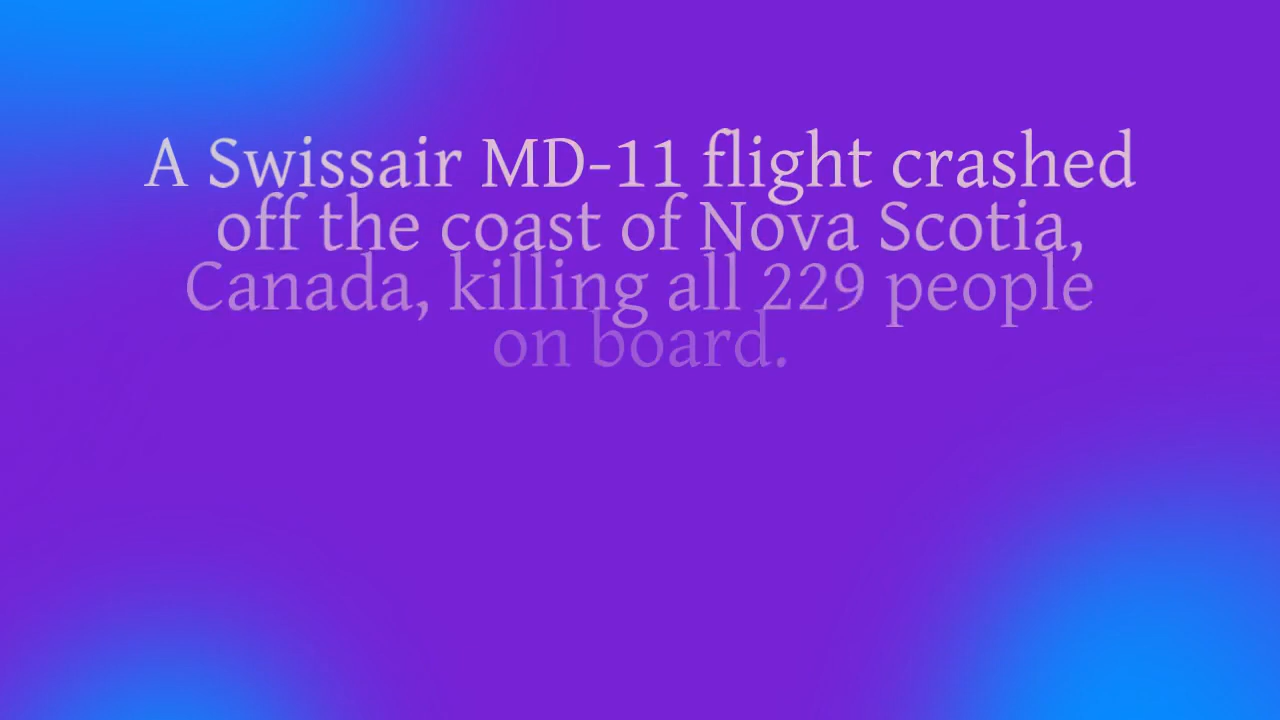 A Swissair MD-11 flight crashed
off the coast of Nova Scotia,
Canada, killing all 229 people
on board.